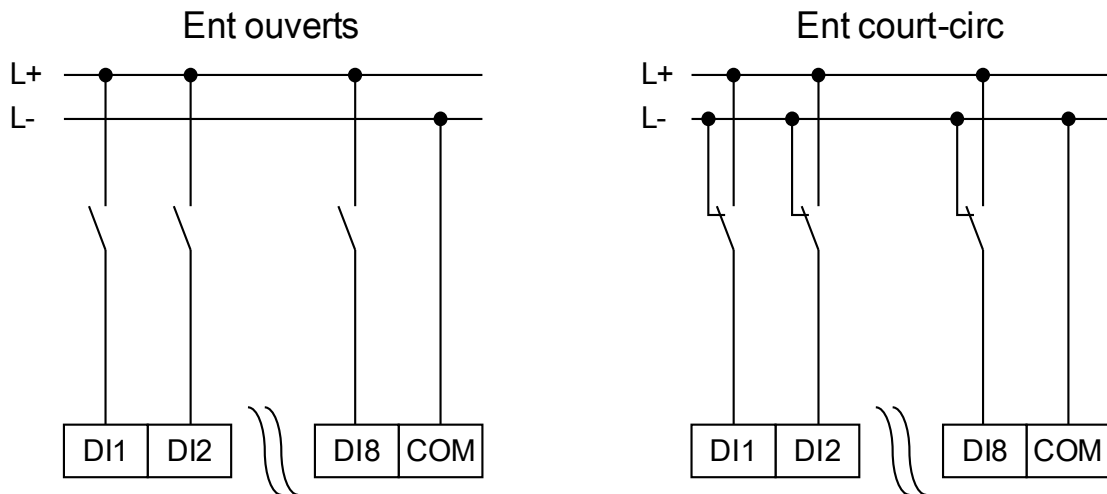 Ent ouverts
L+
L-
DI1 DI2 DI8 COM
Ent court-circ
L+
L-
DI1 DI2 DI8 COM